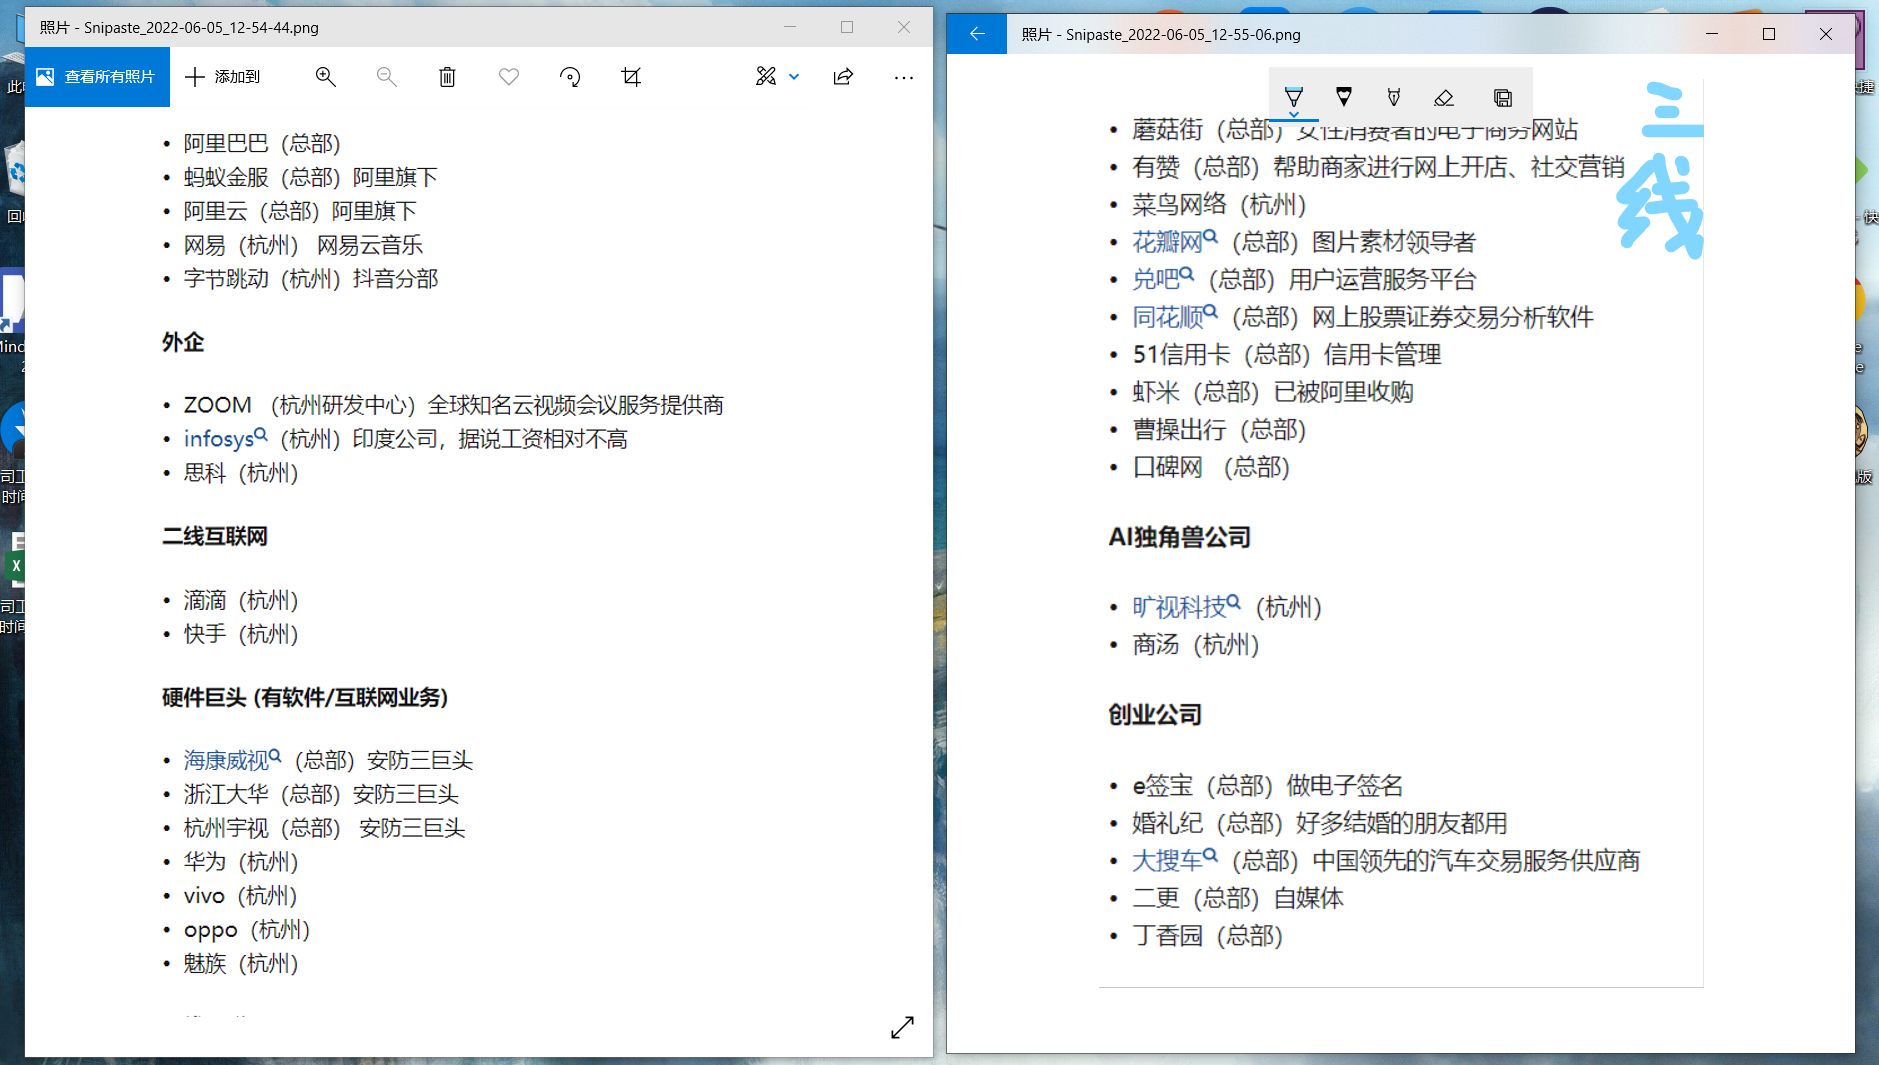 照片 - Snipaste_2022-06-05_12-54-44.png
查看所有照片
添加到
• 阿里巴巴（总部）
• 蚂蚁金服（总部）阿里旗下
• 阿里云（总部）阿里旗下
• 网易（杭州） 网易云音乐
• 字节跳动（杭州）抖音分部
外企
• ZOOM （杭州研发中心）全球知名云视频会议服务提供商
• infosys（杭州）印度公司，据说工资相对不高
• 思科（杭州）
二线互联网
• 滴滴（杭州）
• 快手（杭州）
硬件巨头 (有软件/互联网业务)
• 海康威视（总部）安防三巨头
• 浙江大华（总部）安防三巨头
• 杭州宇视（总部） 安防三巨头
• 华为（杭州）
• vivo（杭州）
• oppo（杭州）
• 魅族（杭州）
照片 - Snipaste_2022-06-05_12-55-06.png
三线
• 蘑菇街（总部）女性消费者的电子商务网站
• 有赞（总部）帮助商家进行网上开店、社交营销
• 菜鸟网络（杭州）
• 花瓣网（总部）图片素材领导者
• 兑吧（总部）用户运营服务平台
• 同花顺（总部）网上股票证券交易分析软件
• 51信用卡（总部）信用卡管理
• 虾米（总部）已被阿里收购
• 曹操出行（总部）
• 口碑网 （总部）
AI独角兽公司
• 旷视科技（杭州）
• 商汤（杭州）
创业公司
• e签宝（总部）做电子签名
• 婚礼纪（总部）好多结婚的朋友都用
• 大搜车（总部）中国领先的汽车交易服务供应商
• 二更（总部）自媒体
• 丁香园（总部）